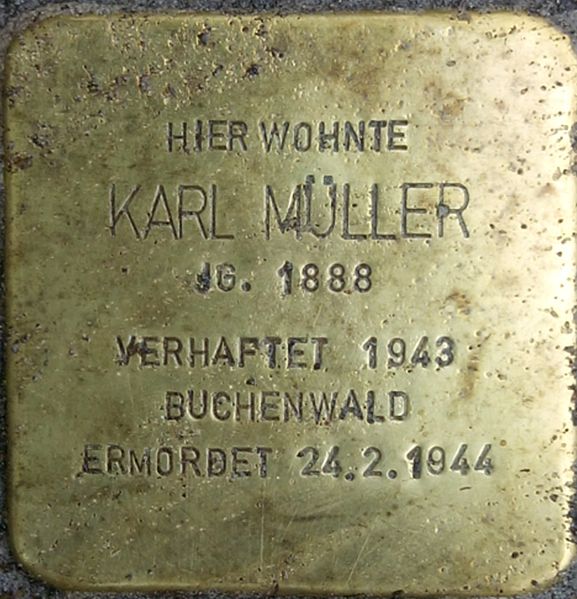 HIER WOHNTE
KARL MÜLLER
JG. 1888
VERHAFTET 1943
BUCHENWALD
ERMORDET 24.2.1944